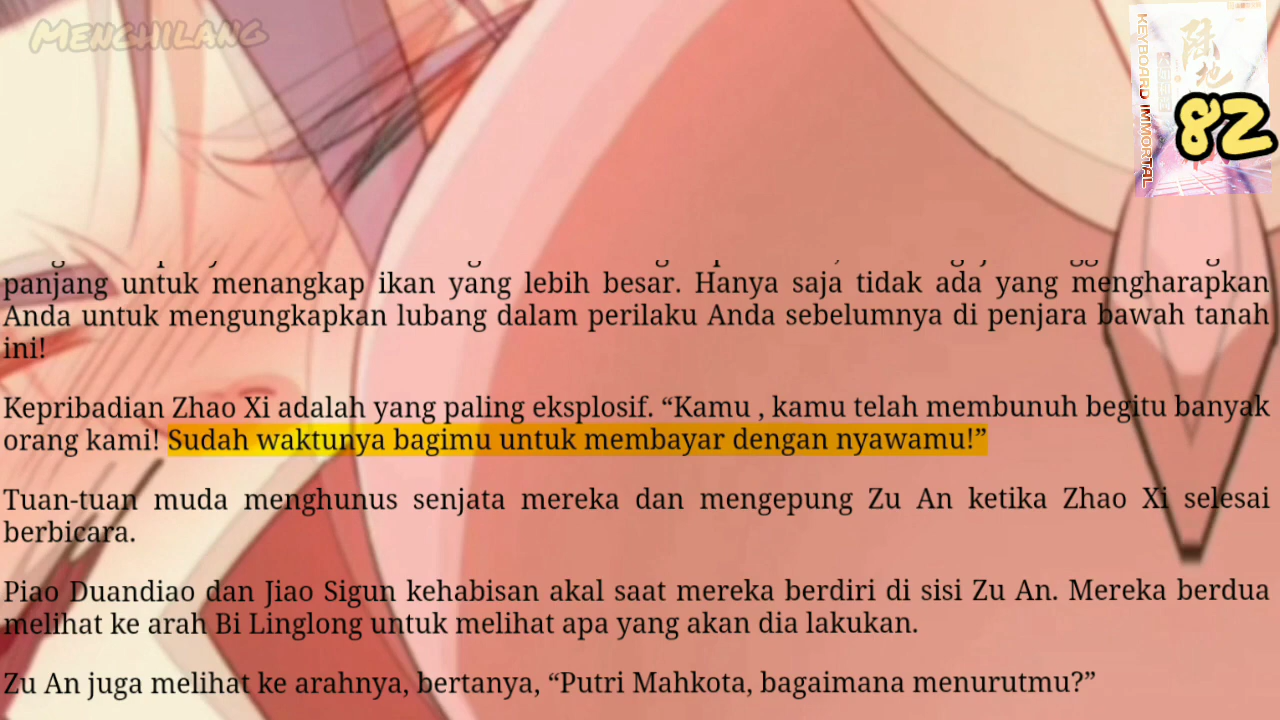 MENGHILANG
陆地
KEYBOARD IMMORTAL
82
panjang untuk menangkap ikan yang lebih besar. Hanya saja tidak ada yang mengharapkan
Anda untuk mengungkapkan lubang dalam perilaku Anda sebelumnya di penjara bawah tanah
ini!
Kepribadian Zhao Xi adalah yang paling eksplosif. “Kamu , kamu telah membunuh begitu banyak
orang kami! Sudah waktunya bagimu untuk membayar dengan nyawamu!”
Tuan-tuan muda menghunus senjata mereka dan mengepung Zu An ketika Zhao Xi selesai
berbicara.
Piao Duandiao dan Jiao Sigun kehabisan akal saat mereka berdiri di sisi Zu An. Mereka berdua
melihat ke arah Bi Linglong untuk melihat apa yang akan dia lakukan.
Zu An juga melihat ke arahnya, bertanya, “Putri Mahkota, bagaimana menurutmu?”